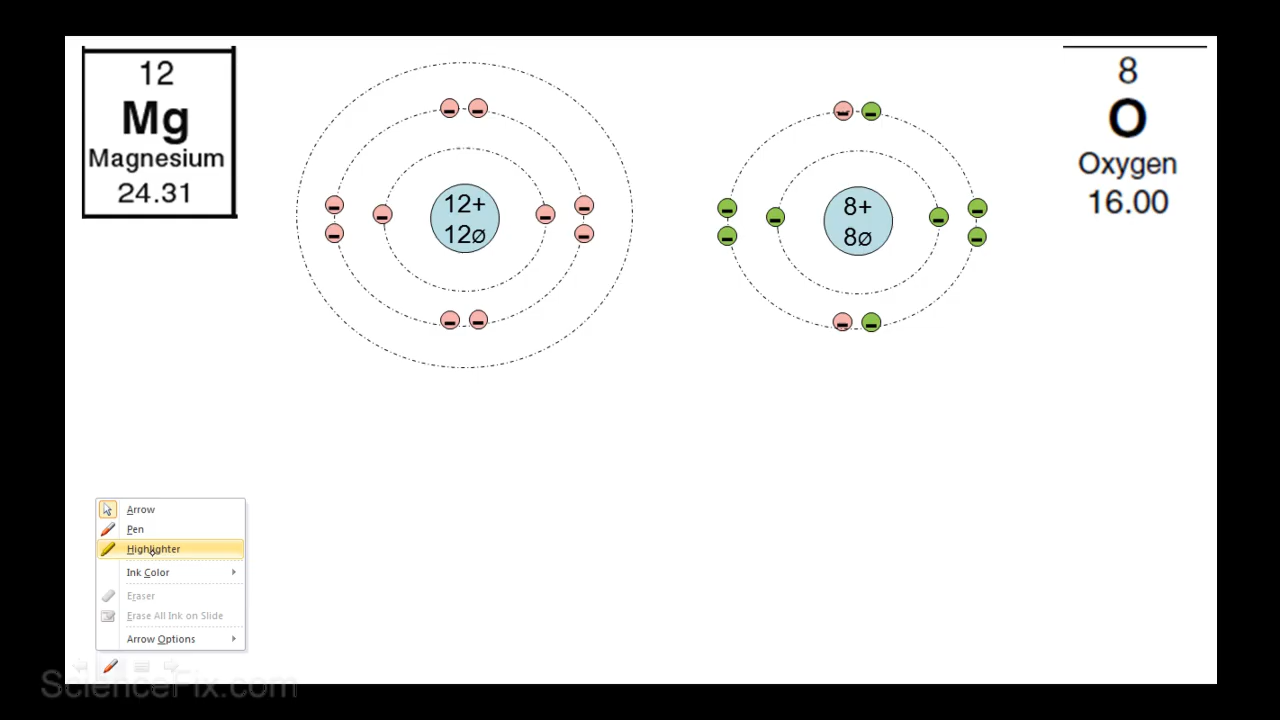 12
Mg
Magnesium
24.31
12+
12ø
8+
8ø
8
O
Oxygen
16.00
Arrow
Pen
Highlighter
Ink Color
Eraser
Erase All Ink on Slide
Arrow Options
ScienceFix.com